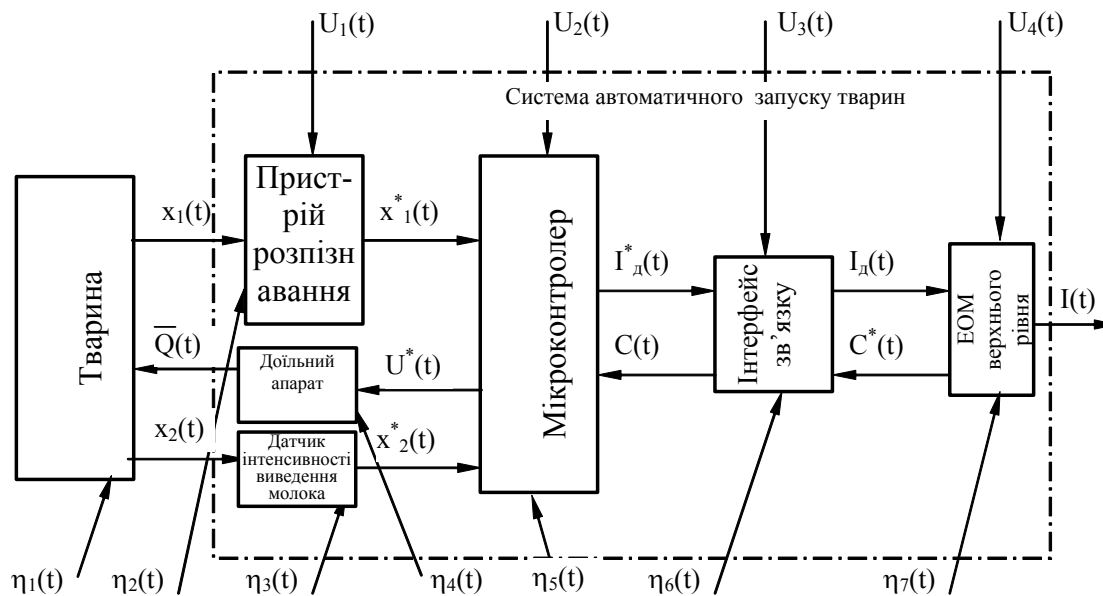 U₁(t)
U₂(t)
U₃(t)
U₄(t)
Система автоматичного запуску тварин
Тварина
x₁(t)
Прист-
рій
розпізн
авання
x*₁(t)
Мікроконтролер
I*д(t)
Інтерфейс
зв’язку
Iд(t)
ЕОМ
верхнього
рівня
I(t)
Q̅(t)
Доїльний
апарат
U*(t)
C(t)
C*(t)
x₂(t)
Датчик
інтенсивності
виведення
молока
x*₂(t)
η₁(t)
η₂(t)
η₃(t)
η₄(t)
η₅(t)
η₆(t)
η₇(t)